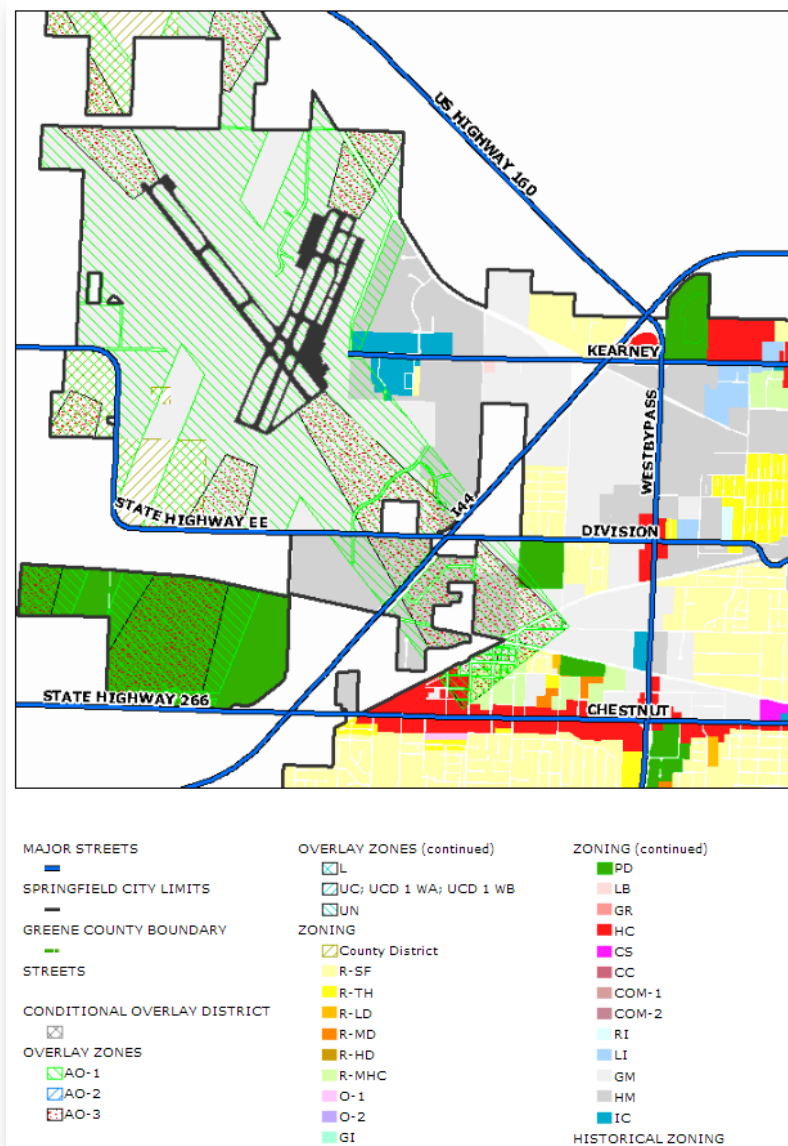 US HIGHWAY 160
KEARNEY
WESTBYPASS
I44
STATE HIGHWAY EE
DIVISION
STATE HIGHWAY 266
CHESTNUT
MAJOR STREETS
SPRINGFIELD CITY LIMITS
GREENE COUNTY BOUNDARY
STREETS
CONDITIONAL OVERLAY DISTRICT
OVERLAY ZONES
AO-1
AO-2
AO-3
OVERLAY ZONES (continued)
L
UC; UCD 1 WA; UCD 1 WB
UN
ZONING
County District
R-SF
R-TH
R-LD
R-MD
R-HD
R-MHC
O-1
O-2
GI
ZONING (continued)
PD
LB
GR
HC
CS
CC
COM-1
COM-2
RI
LI
GM
HM
IC
HISTORICAL ZONING